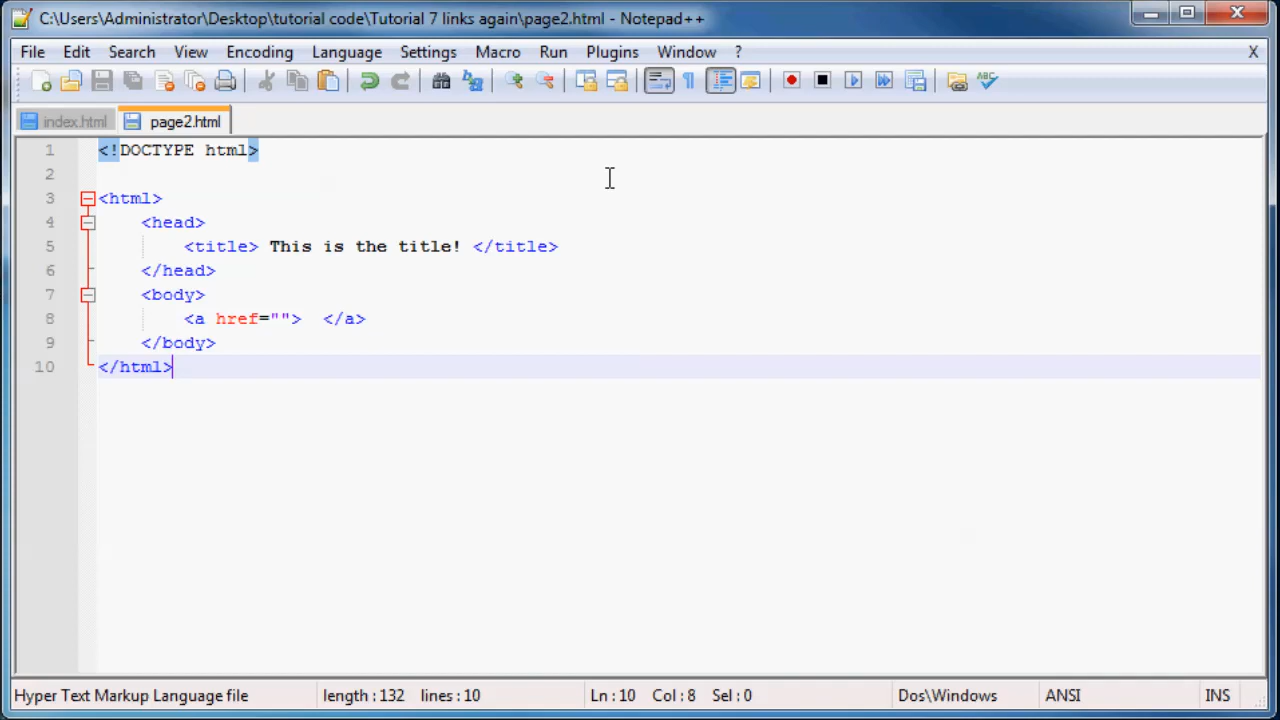 C:\Users\Administrator\Desktop\tutorial code\Tutorial 7 links again\page2.html - Notepad++
File Edit Search View Encoding Language Settings Macro Run Plugins Window ? X
ABC
index.html page2.html
1 <!DOCTYPE html>
2
3 <html>
4 <head>
5 <title> This is the title! </title>
6 </head>
7 <body>
8 <a href="">  </a>
9 </body>
10 </html>
Hyper Text Markup Language file length : 132 lines : 10 Ln : 10 Col : 8 Sel : 0 Dos\Windows ANSI INS